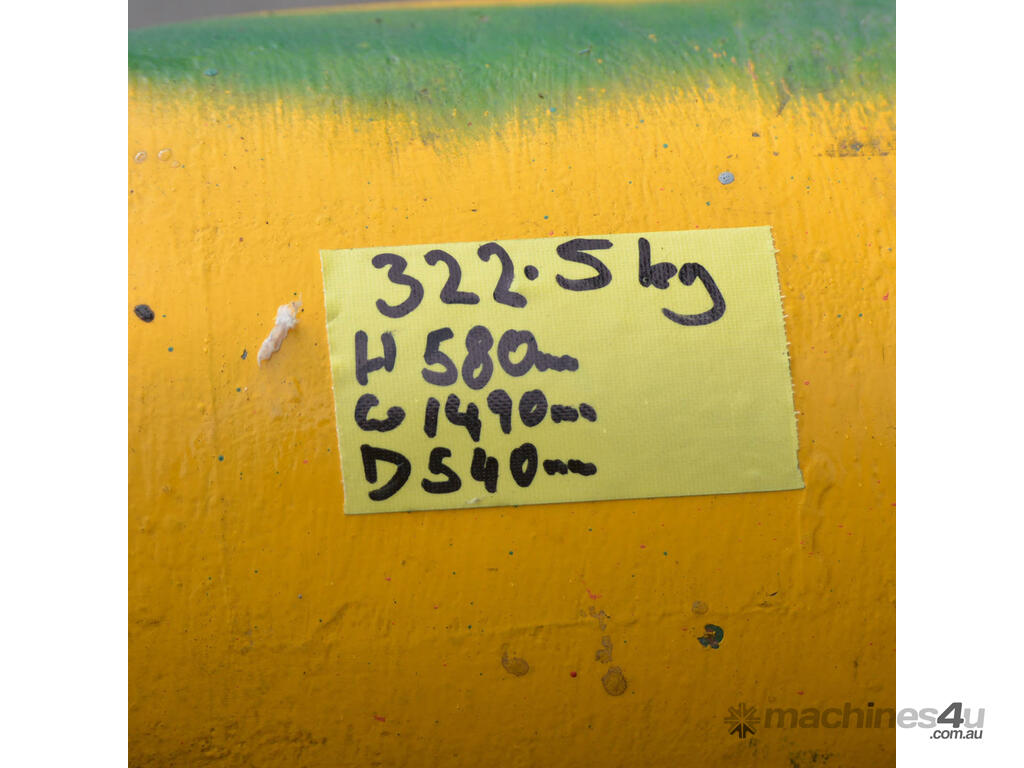 322.5 kg
H 580mm
W 1490mm
D 540mm
machines4u
.com.au